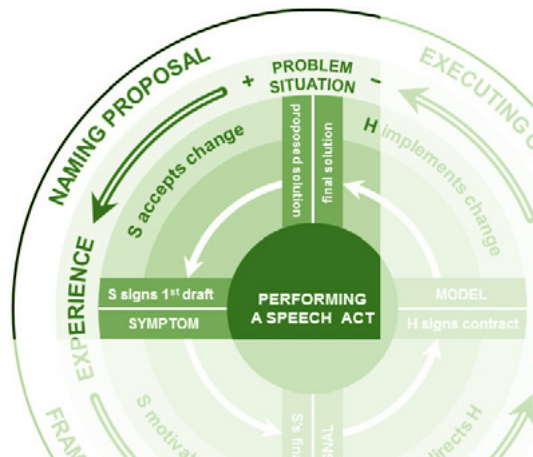 NAMING PROPOSAL
EXECUTING
+ PROBLEM −
SITUATION
S accepts change
H implements change
proposed solution
final solution
EXPERIENCE
S signs 1st draft
SYMPTOM
PERFORMING
A SPEECH ACT
MODEL
H signs contract
S's
directs H